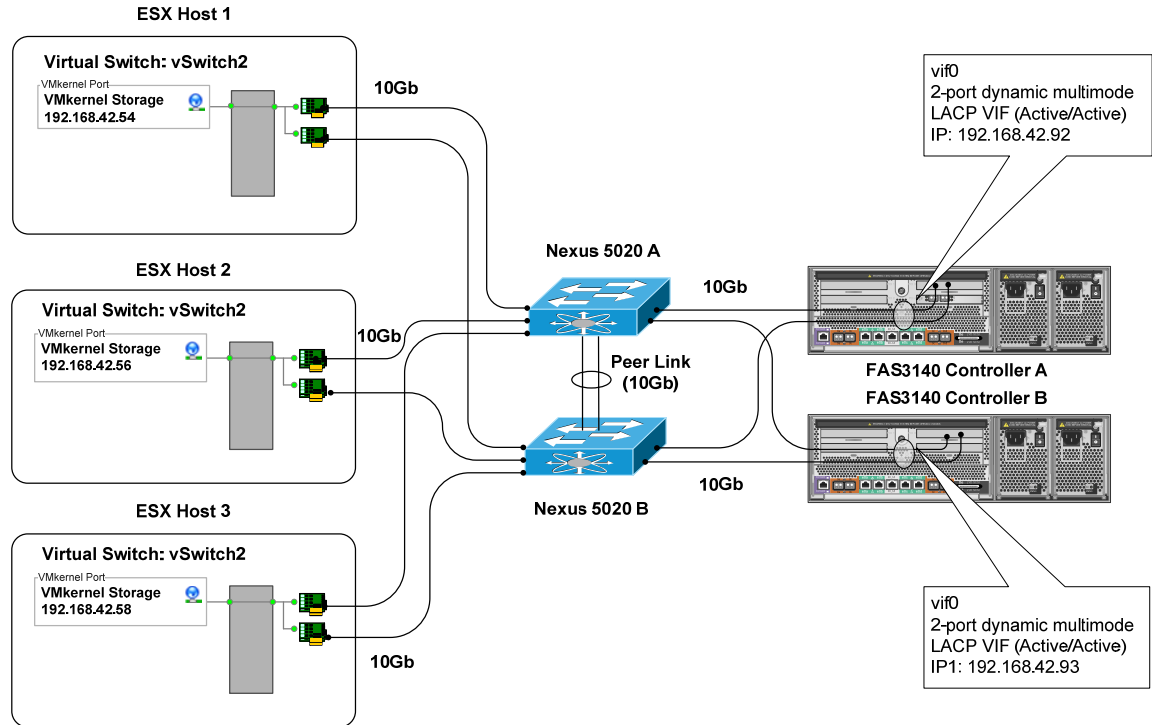 ESX Host 1
Virtual Switch: vSwitch2
VMkernel Port
VMkernel Storage
192.168.42.54
10Gb
ESX Host 2
Virtual Switch: vSwitch2
VMkernel Port
VMkernel Storage
192.168.42.56
10Gb
ESX Host 3
Virtual Switch: vSwitch2
VMkernel Port
VMkernel Storage
192.168.42.58
10Gb
Nexus 5020 A
Peer Link
(10Gb)
Nexus 5020 B
10Gb
10Gb
vif0
2-port dynamic multimode
LACP VIF (Active/Active)
IP: 192.168.42.92
FAS3140 Controller A
FAS3140 Controller B
vif0
2-port dynamic multimode
LACP VIF (Active/Active)
IP1: 192.168.42.93